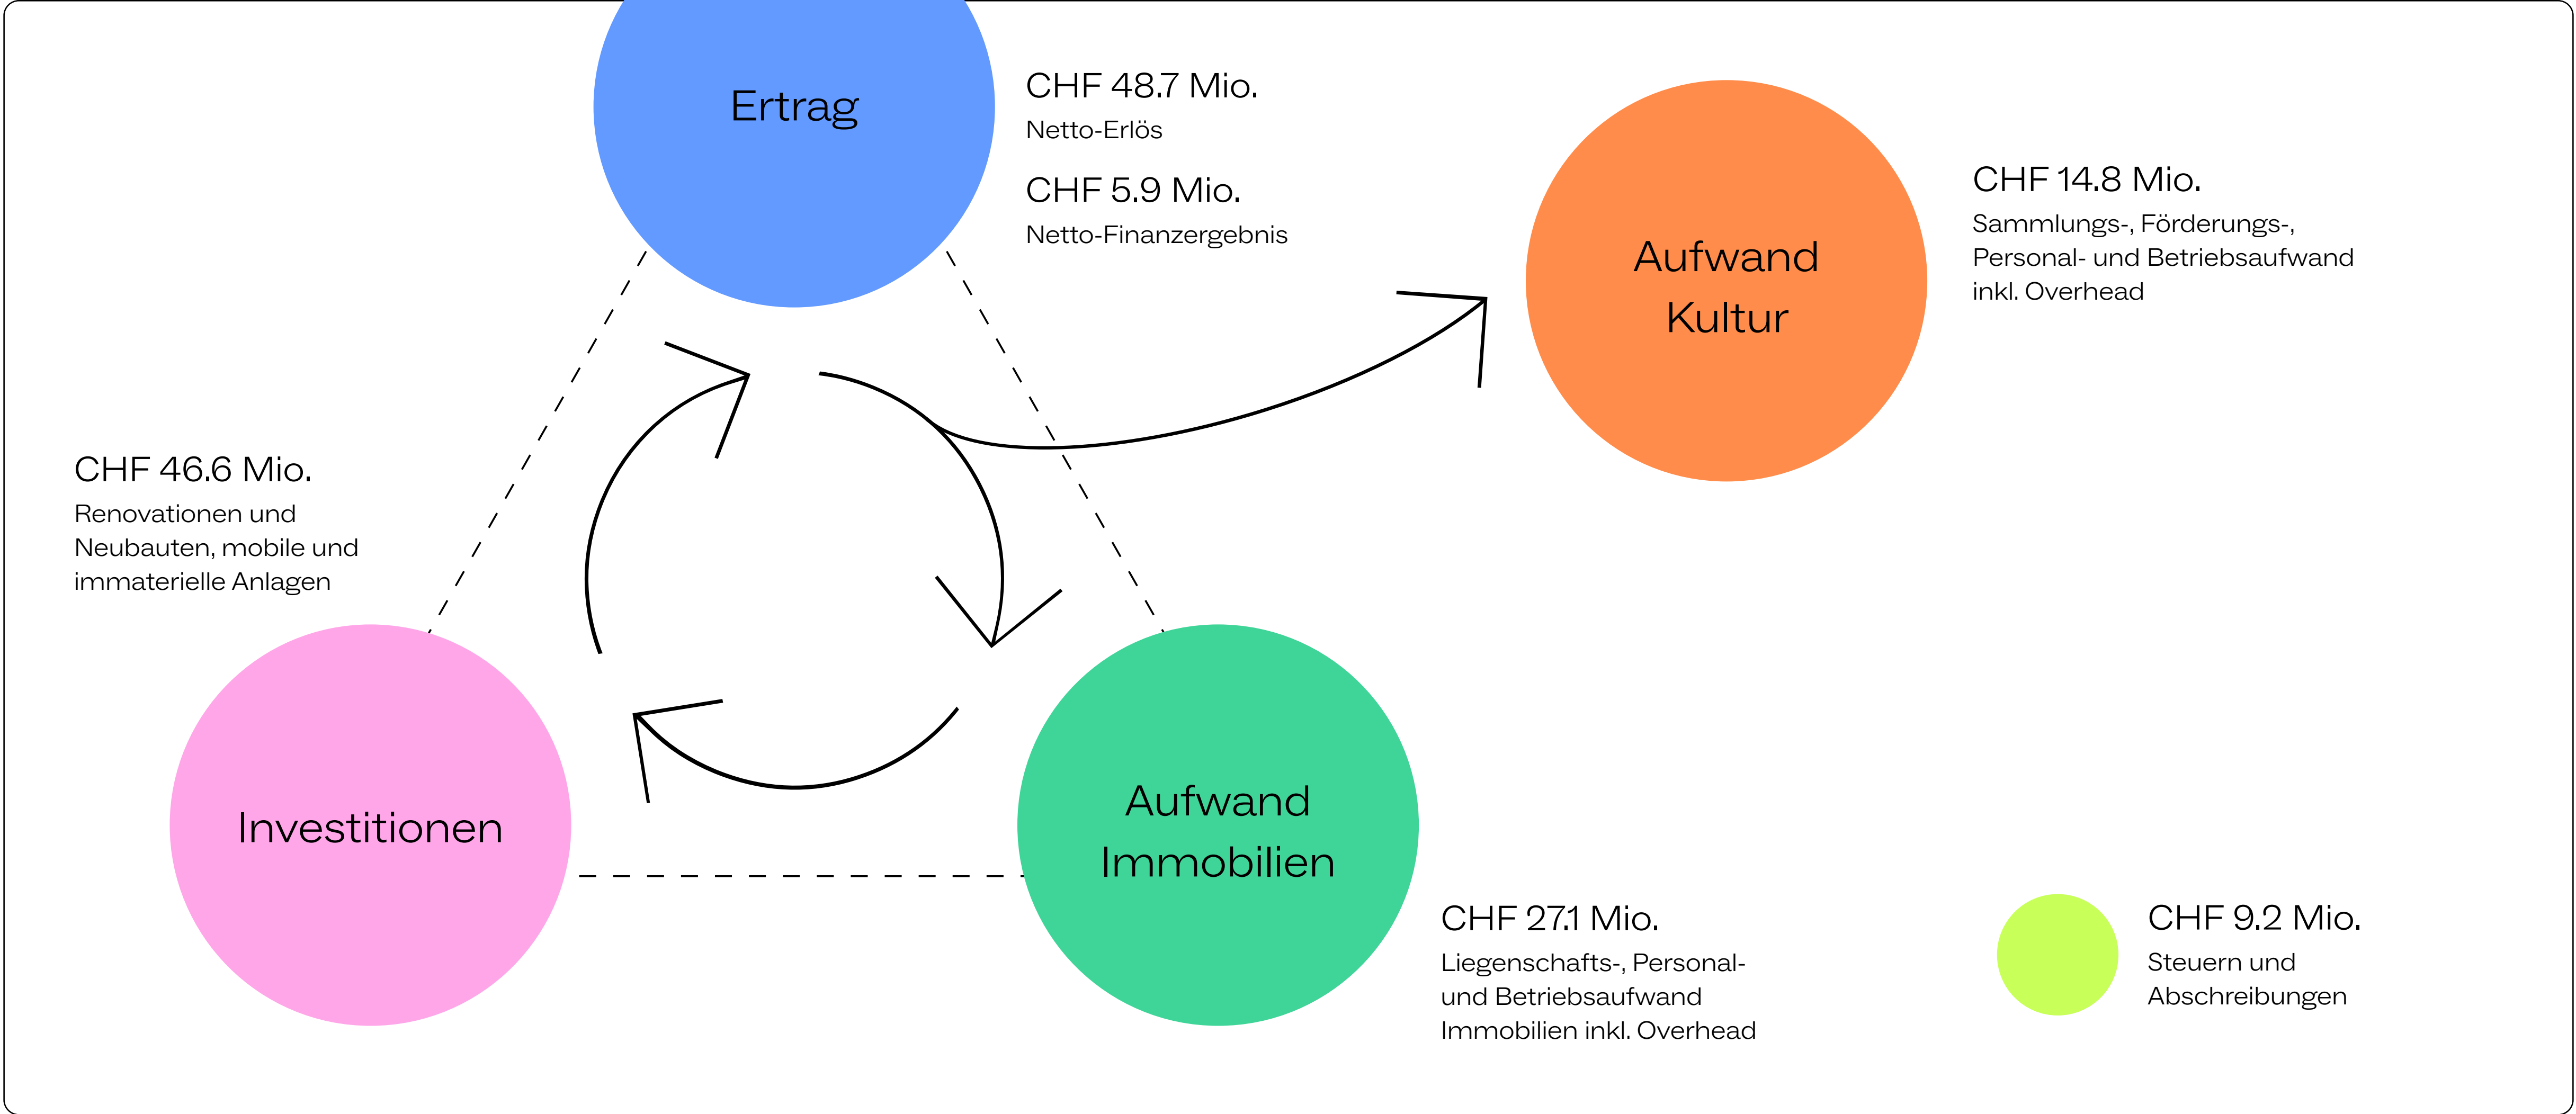 Ertrag
CHF 48.7 Mio.
Netto-Erlös
CHF 5.9 Mio.
Netto-Finanzergebnis
Aufwand
Kultur
CHF 14.8 Mio.
Sammlungs-, Förderungs-,
Personal- und Betriebsaufwand
inkl. Overhead
CHF 46.6 Mio.
Renovationen und
Neubauten, mobile und
immaterielle Anlagen
Investitionen
Aufwand
Immobilien
CHF 27.1 Mio.
Liegenschafts-, Personal-
und Betriebsaufwand
Immobilien inkl. Overhead
CHF 9.2 Mio.
Steuern und
Abschreibungen